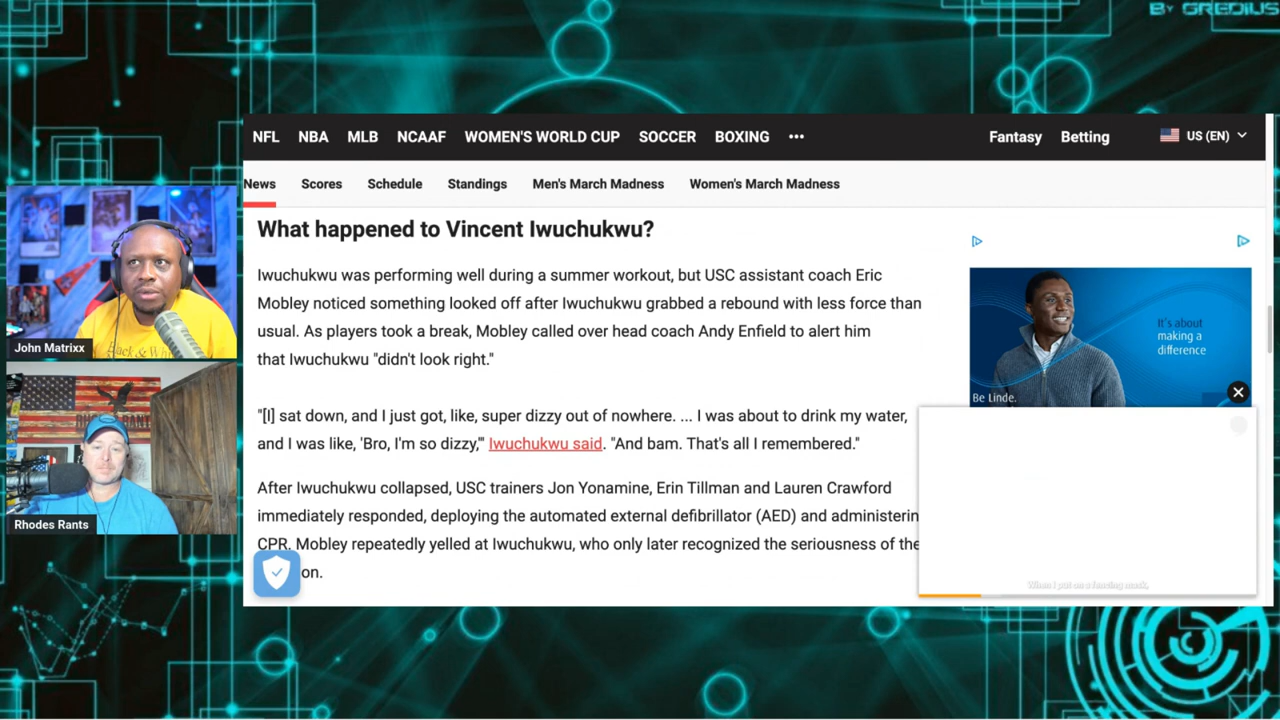 BY GREDIUS
NFL NBA MLB NCAAF WOMEN'S WORLD CUP SOCCER BOXING ••• Fantasy Betting US (EN)
News Scores Schedule Standings Men's March Madness Women's March Madness
What happened to Vincent Iwuchukwu?
Iwuchukwu was performing well during a summer workout, but USC assistant coach Eric
Mobley noticed something looked off after Iwuchukwu grabbed a rebound with less force than
usual. As players took a break, Mobley called over head coach Andy Enfield to alert him
that Iwuchukwu "didn't look right."
"[I] sat down, and I just got, like, super dizzy out of nowhere. ... I was about to drink my water,
and I was like, 'Bro, I'm so dizzy,'" Iwuchukwu said. "And bam. That's all I remembered."
After Iwuchukwu collapsed, USC trainers Jon Yonamine, Erin Tillman and Lauren Crawford
immediately responded, deploying the automated external defibrillator (AED) and administerin
CPR. Mobley repeatedly yelled at Iwuchukwu, who only later recognized the seriousness of the
on.
It's about
making a
difference
Be Linde.
John Matrixx
Rhodes Rants